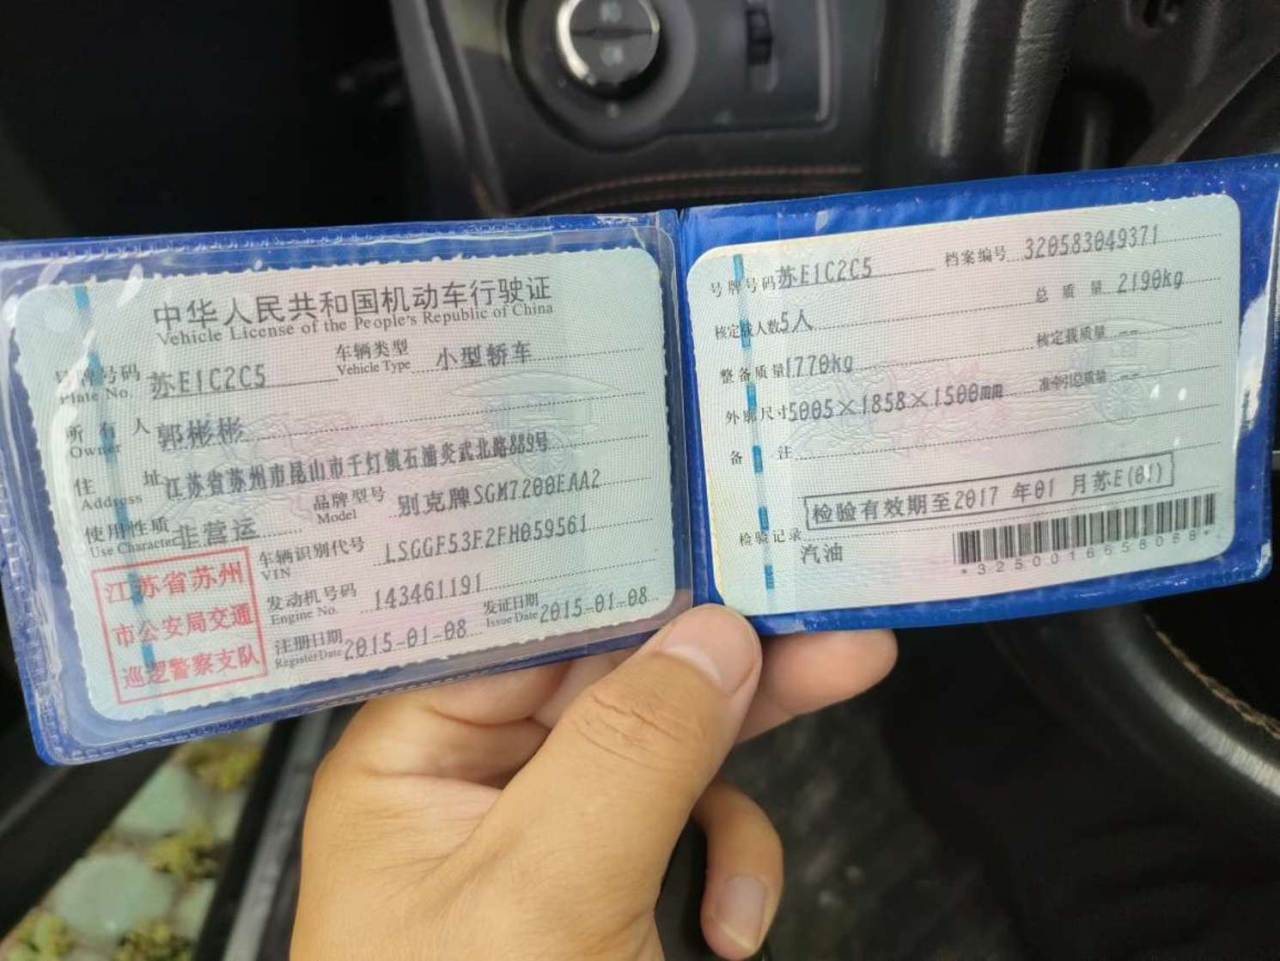 中华人民共和国机动车行驶证
Vehicle License of the People's Republic of China
号牌号码 苏E1C2C5 车辆类型 小型轿车
Plate No. Vehicle Type
所有人 郭彬彬
Owner
住址 江苏省苏州市昆山市千灯镇石浦炎武北路889号
Address
使用性质 非营运 品牌型号 别克牌SGM7200EAA2
Use Character Model
车辆识别代号 LSGGF53F2FH059561
VIN
发动机号码 143461191
Engine No.
注册日期 2015-01-08 发证日期 2015-01-08
Register Date Issue Date
江苏省苏州
市公安局交通
巡逻警察支队
号牌号码 苏E1C2C5 档案编号 320583049371
核定载人数 5人 总质量 2190kg
整备质量 1770kg 核定载质量 --
外廓尺寸 5005×1858×1500mm 准牵引总质量 --
备注
检验有效期至2017年01月苏E(01)
检验记录
汽油
*3250016658068*